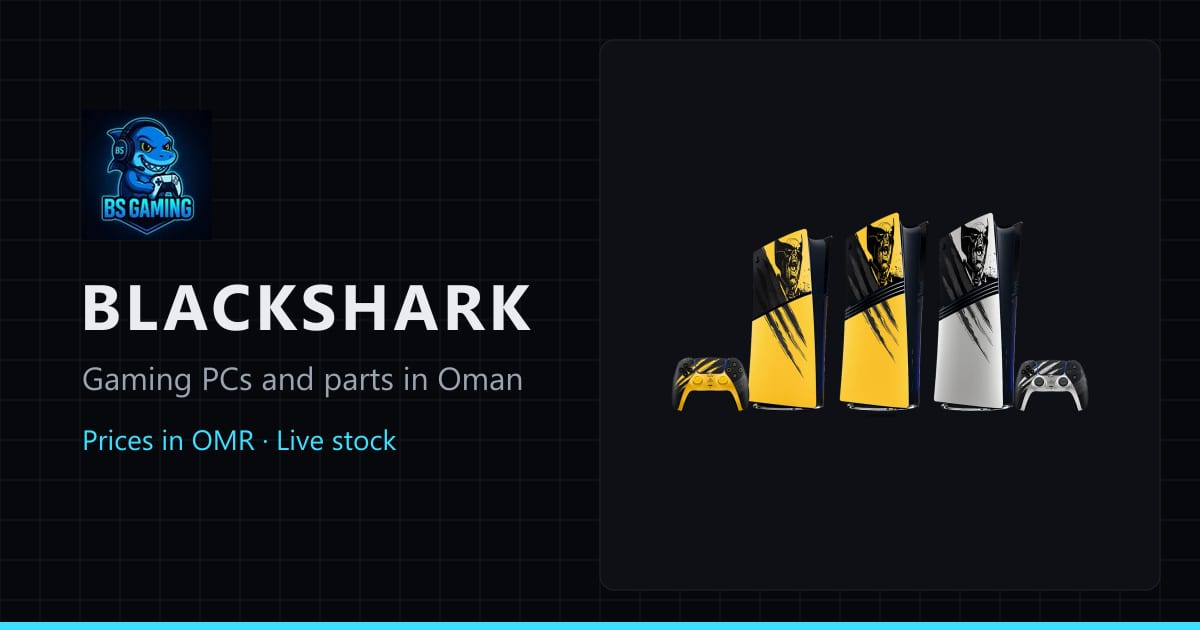 BS
BS GAMING
BLACKSHARK
Gaming PCs and parts in Oman
Prices in OMR · Live stock